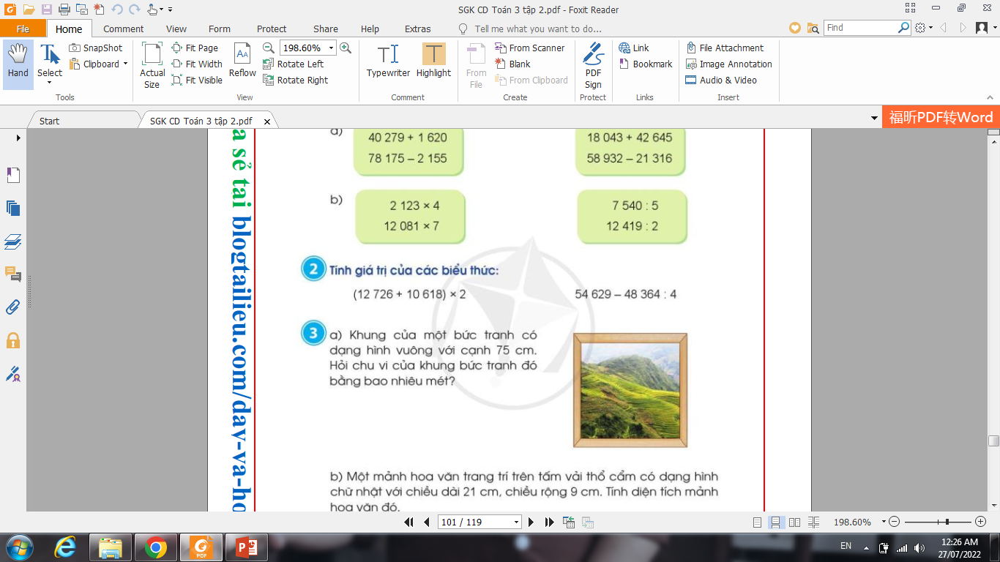 SGK CD Toán 3 tập 2.pdf - Foxit Reader
File Home Comment View Form Protect Share Help Extras Tell me what you want to do... Find
Hand Select SnapShot Clipboard
Actual Size Fit Page Fit Width Fit Visible Reflow 198.60% Rotate Left Rotate Right
Typewriter Highlight
From File From Scanner Blank From Clipboard
PDF Sign
Link Bookmark
File Attachment Image Annotation Audio & Video
Tools View Comment Create Protect Links Insert
Start SGK CD Toán 3 tập 2.pdf 福昕PDF转Word
a sẻ tai blogtailieu.com/day-va-ho
a) 40 279 + 1 620 18 043 + 42 645
78 175 – 2 155 58 932 – 21 316
b) 2 123 × 4 7 540 : 5
12 081 × 7 12 419 : 2
2 Tính giá trị của các biểu thức:
(12 726 + 10 618) × 2 54 629 – 48 364 : 4
3 a) Khung của một bức tranh có
dạng hình vuông với cạnh 75 cm.
Hỏi chu vi của khung bức tranh đó
bằng bao nhiêu mét?
b) Một mảnh hoa văn trang trí trên tấm vải thổ cẩm có dạng hình
chữ nhật với chiều dài 21 cm, chiều rộng 9 cm. Tính diện tích mảnh
hoa văn đó.
101 / 119 198.60%
PDF
EN 12:26 AM
27/07/2022